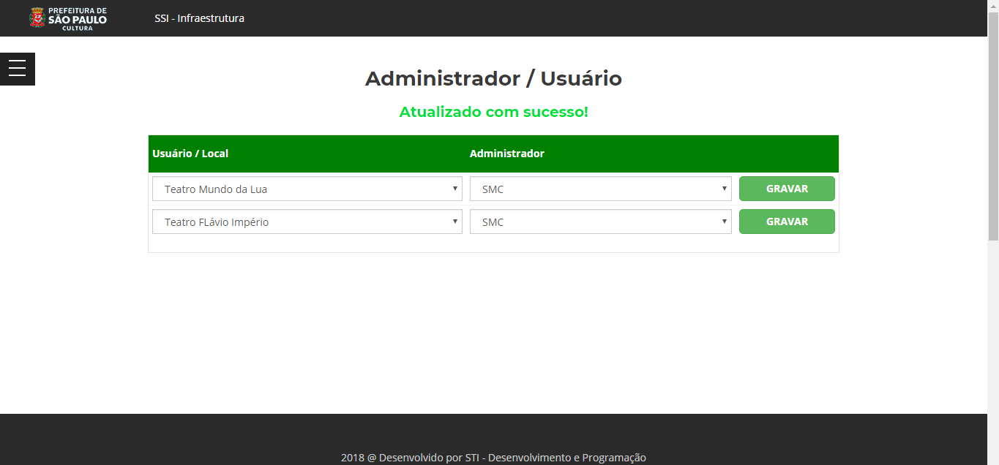 PREFEITURA DE
SÃO PAULO
CULTURA
SSI - Infraestrutura
Administrador / Usuário
Atualizado com sucesso!
Usuário / Local Administrador
Teatro Mundo da Lua SMC GRAVAR
Teatro FLávio Império SMC GRAVAR
2018 @ Desenvolvido por STI - Desenvolvimento e Programação